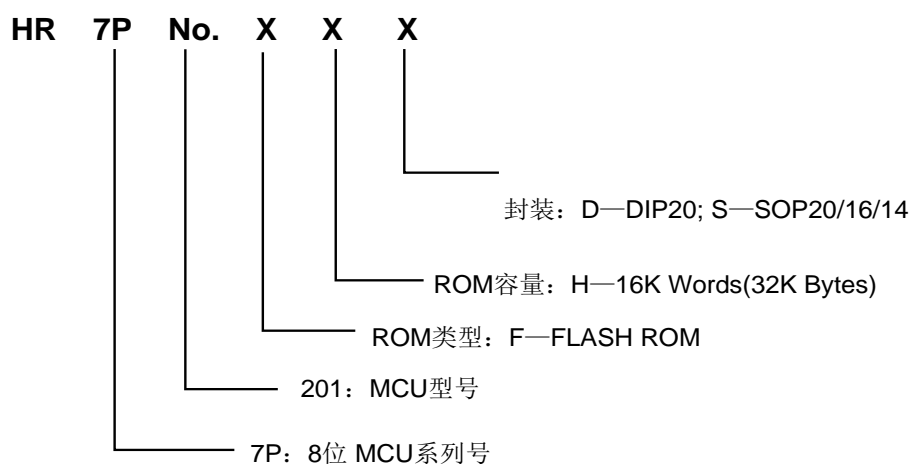 HR 7P No. X X X
封装：D—DIP20; S—SOP20/16/14
ROM容量：H—16K Words(32K Bytes)
ROM类型：F—FLASH ROM
201：MCU型号
7P：8位 MCU系列号